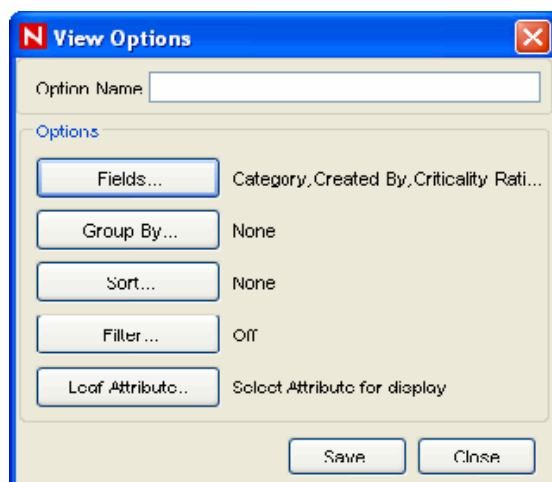 N View Options
Option Name
Options
Fields... Category,Created By,Criticality Rati...
Group By... None
Sort... None
Filter... Off
Leaf Attribute.. Select Attribute for display
Save Close